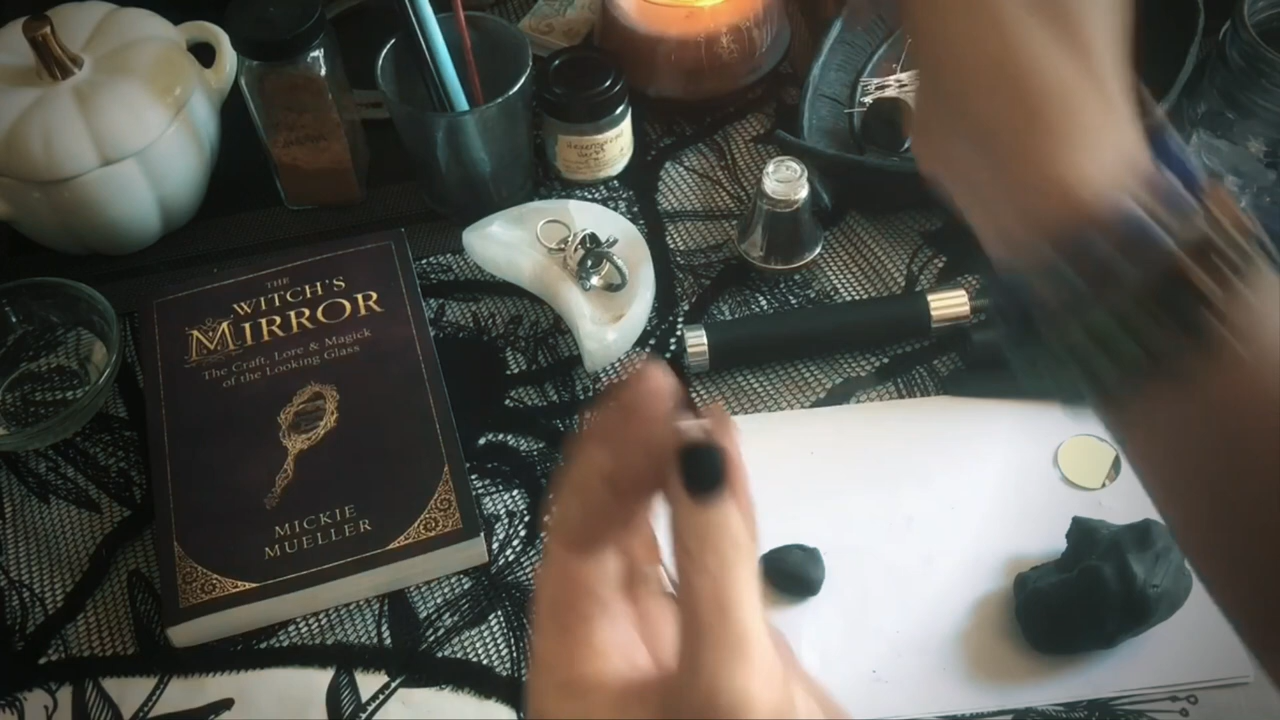 THE
WITCH'S
MIRROR
The Craft, Lore & Magick
of the Looking Glass
MICKIE
MUELLER